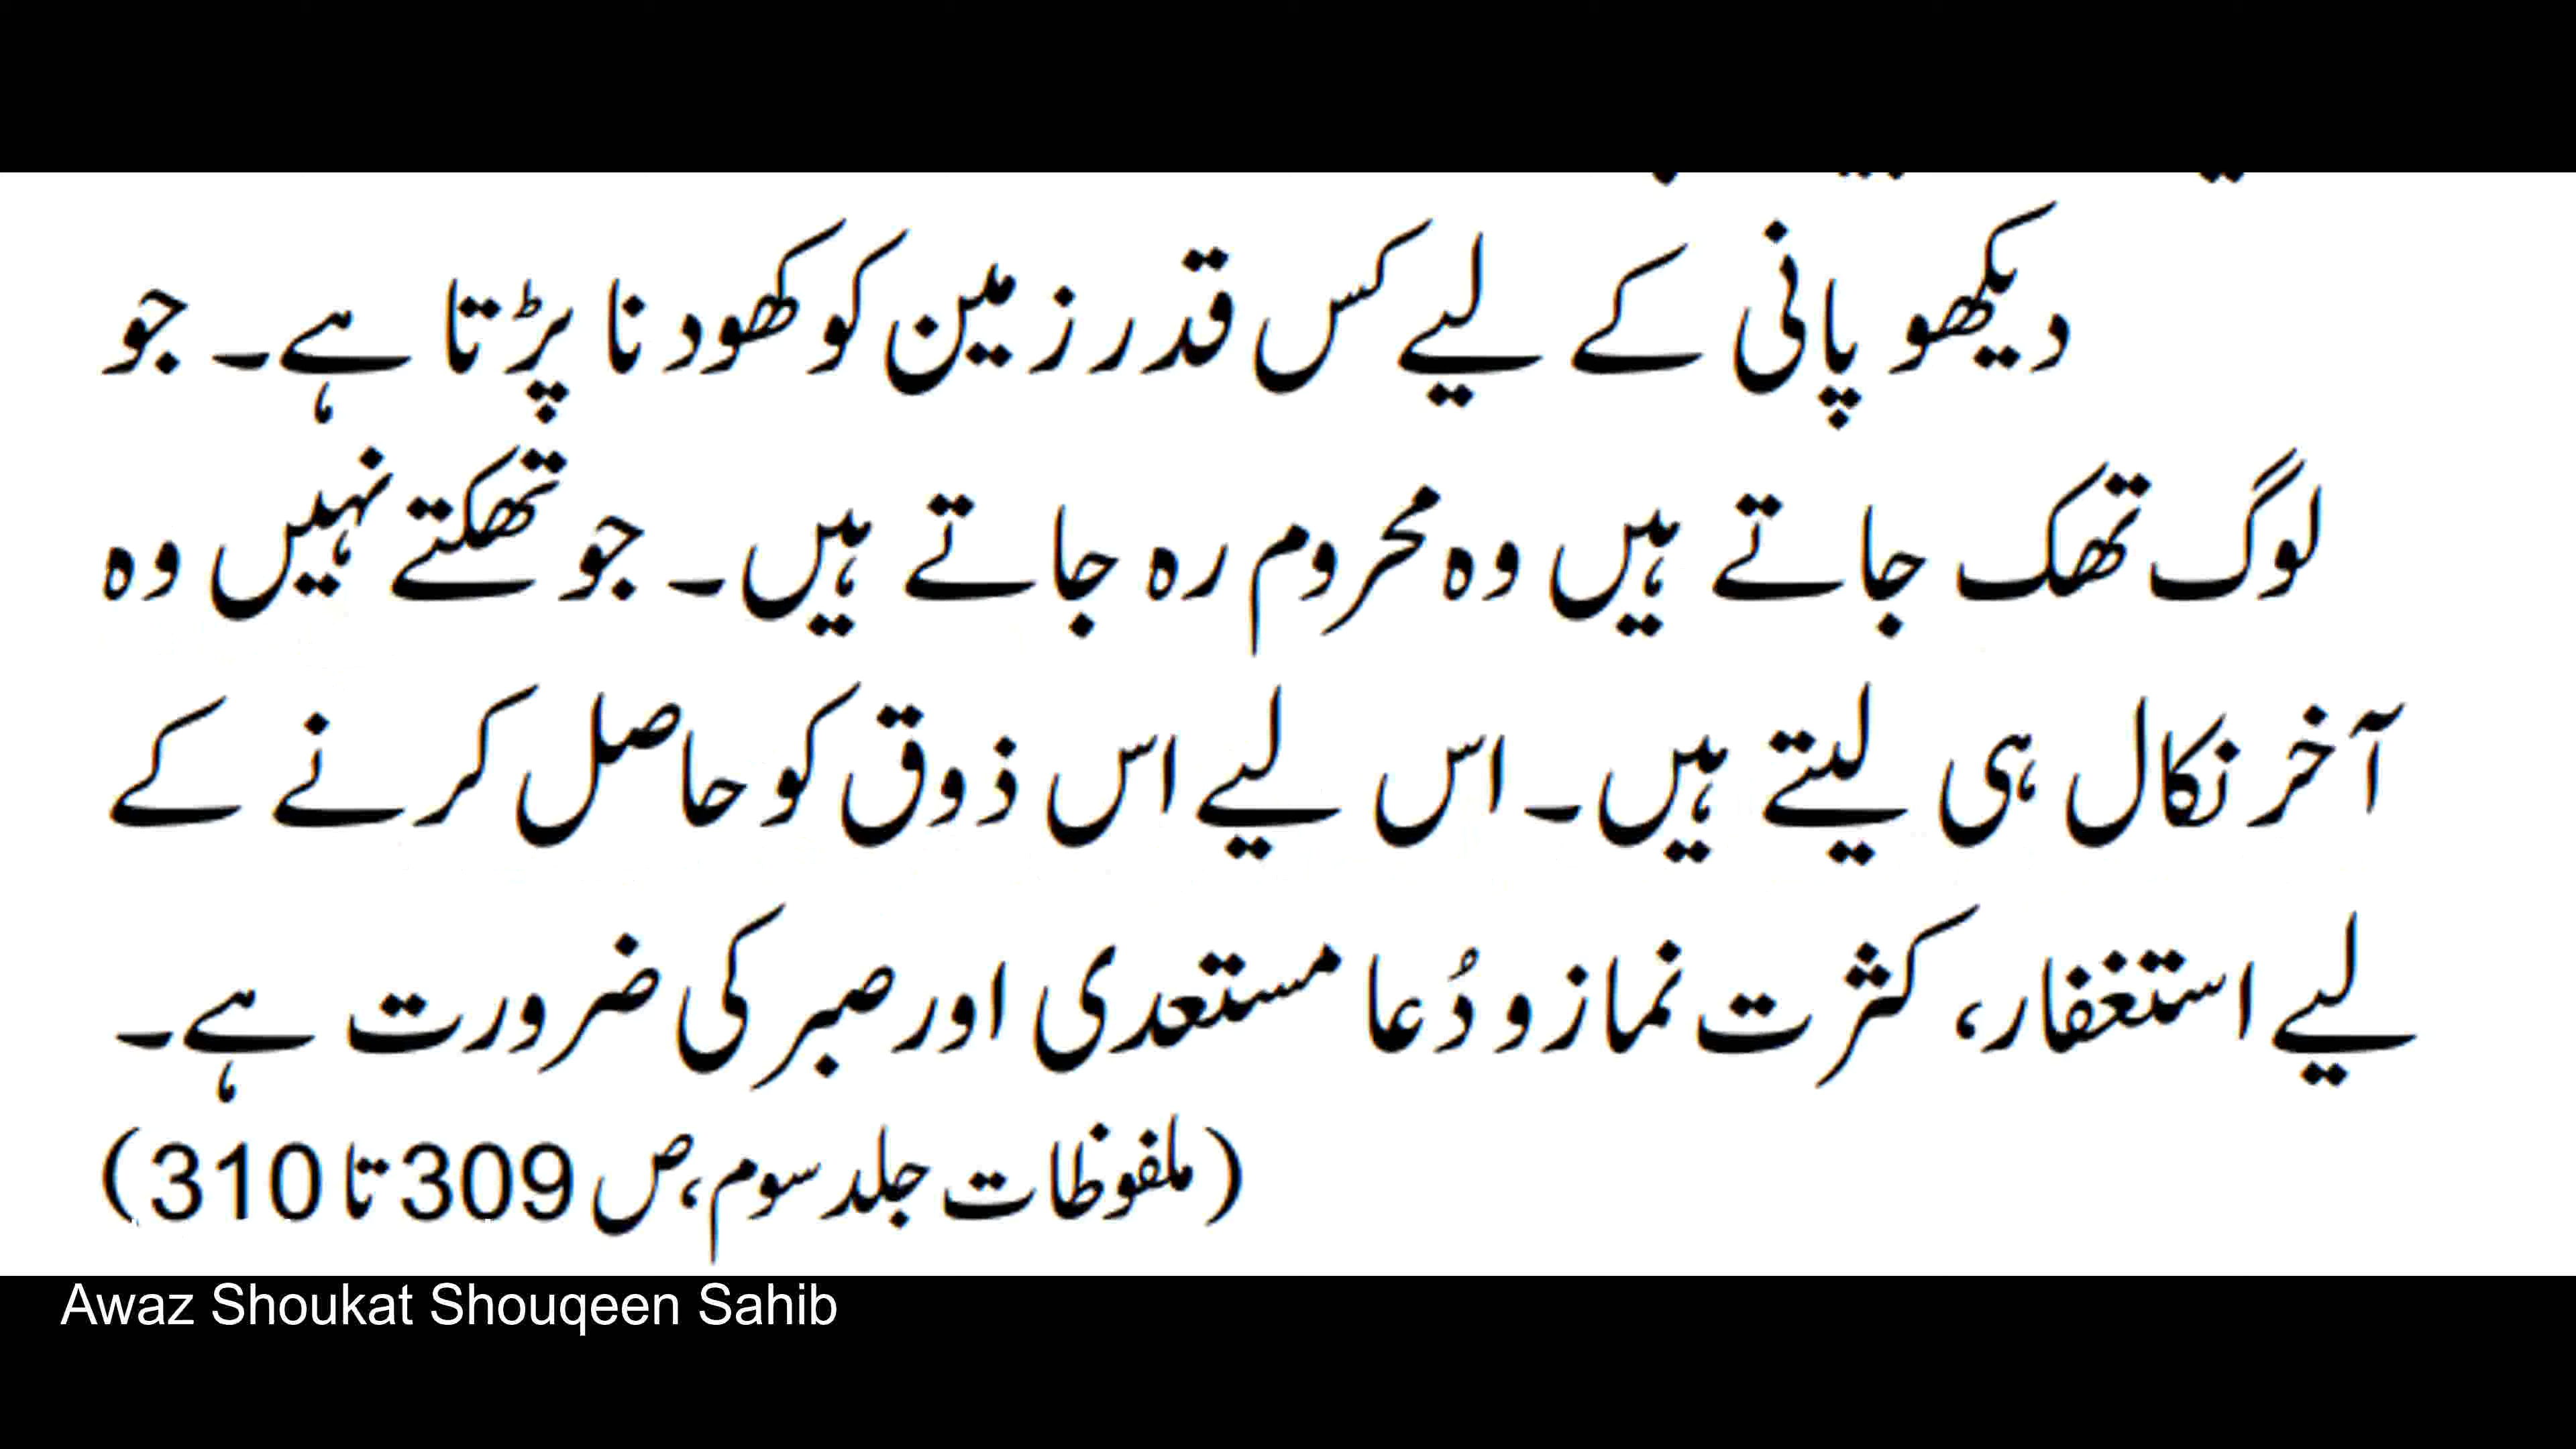 دیکھو پانی کے لیے کس قدر زمین کو کھودنا پڑتا ہے۔ جو
لوگ تھک جاتے ہیں وہ محروم رہ جاتے ہیں۔ جو تھکتے نہیں وہ
آخر نکال ہی لیتے ہیں۔ اس لیے اس ذوق کو حاصل کرنے کے
لیے استغفار، کثرت نماز و دُعا مستعدی اور صبر کی ضرورت ہے۔
(ملفوظات جلد سوم، ص 309 تا 310)
Awaz Shoukat Shouqeen Sahib